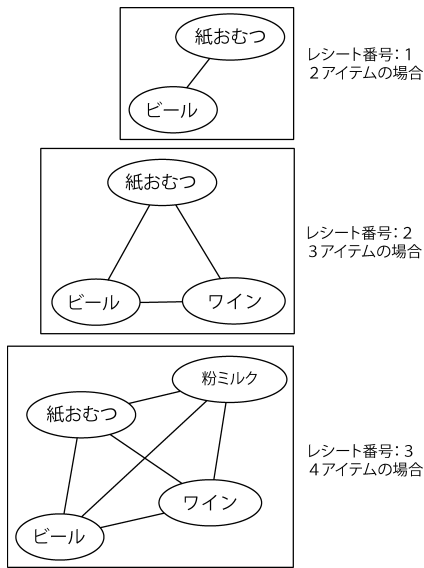 紙おむつ
ビール
レシート番号：１
２アイテムの場合
紙おむつ
ビール
ワイン
レシート番号：２
３アイテムの場合
粉ミルク
紙おむつ
ワイン
ビール
レシート番号：３
４アイテムの場合